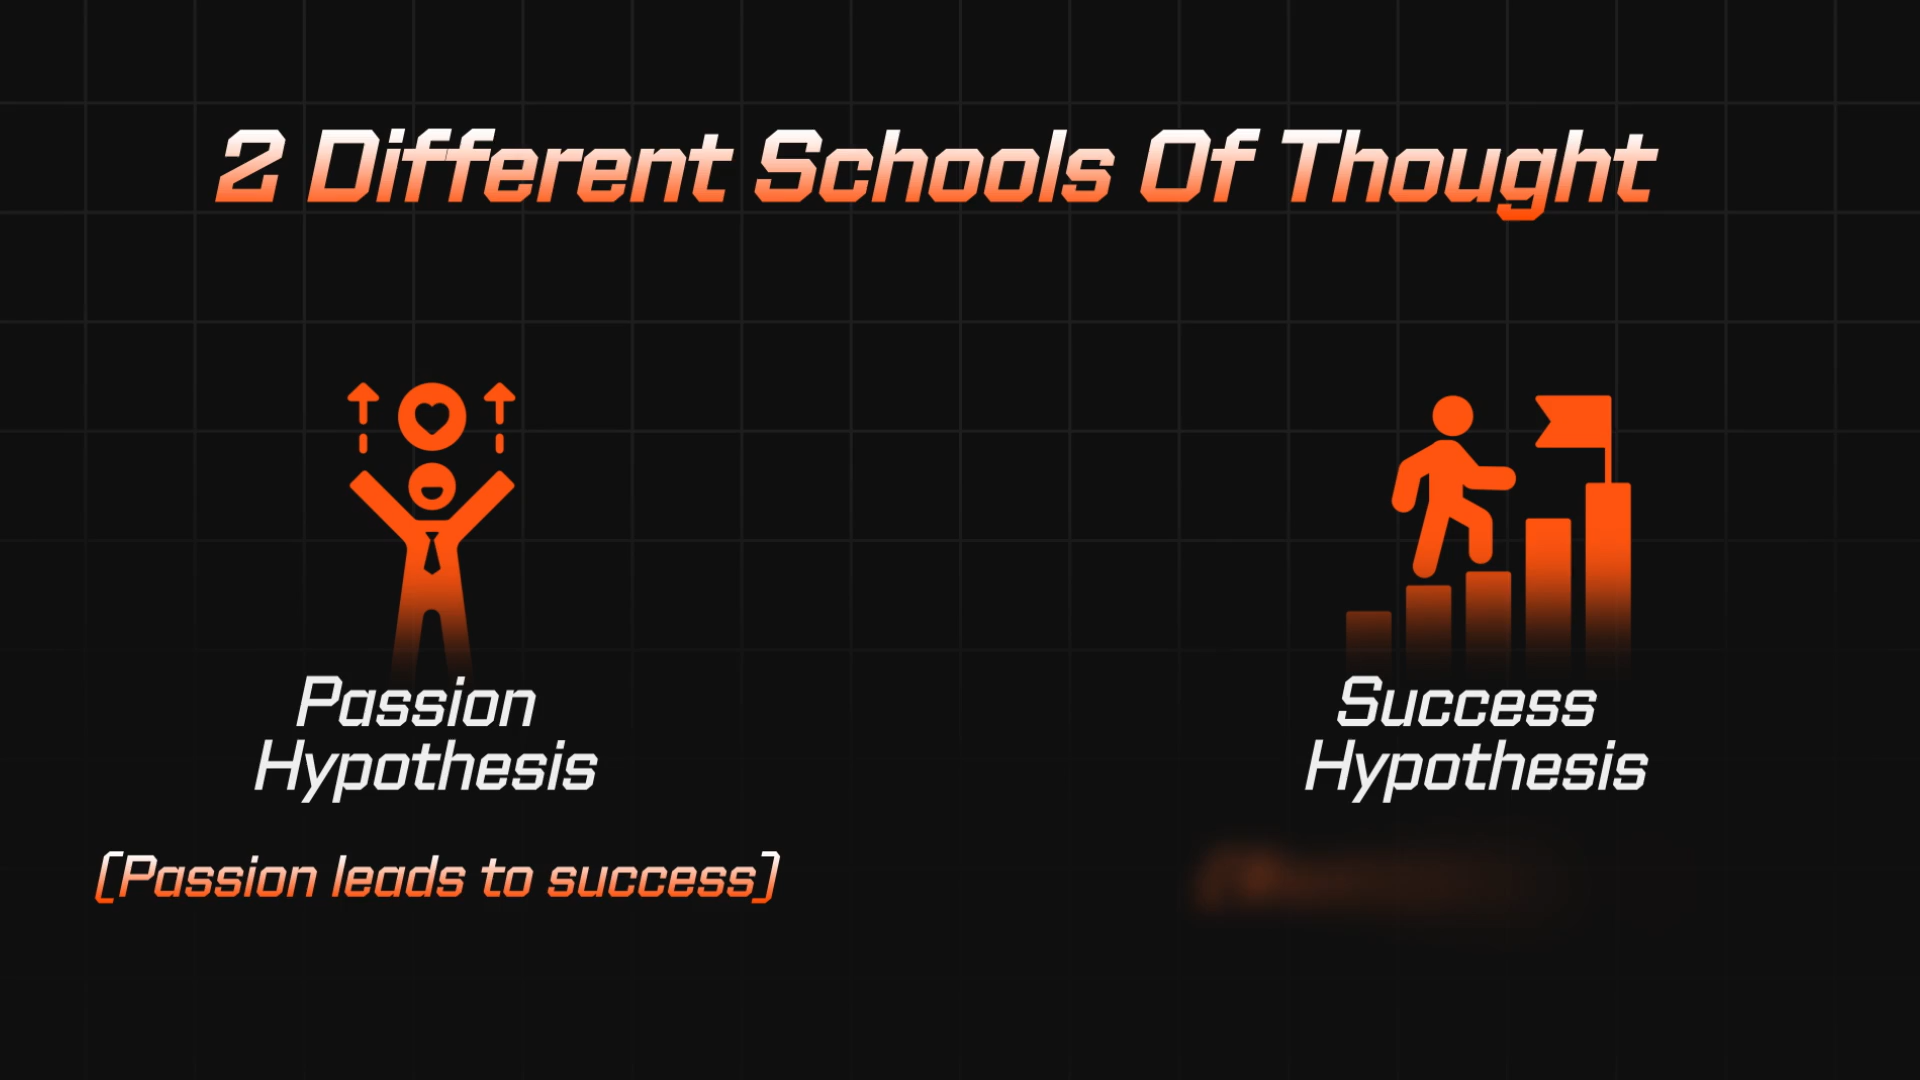 2 Different Schools Of Thought
Passion
Hypothesis
(Passion leads to success)
Success
Hypothesis